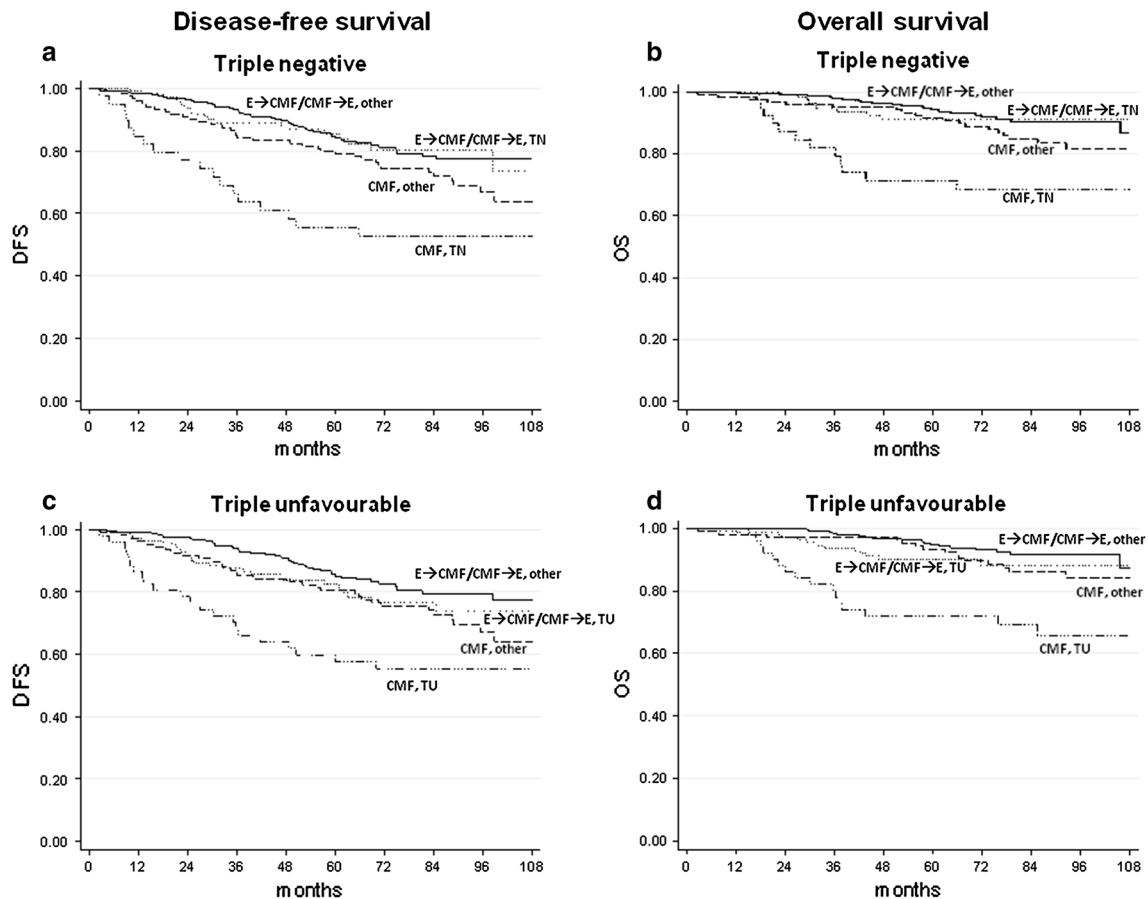 Disease-free survival
Overall survival
a
Triple negative
1.00
0.80
0.60
0.40
0.20
0.00
DFS
E→CMF/CMF→E, other
E→CMF/CMF→E, TN
CMF, other
CMF, TN
0 12 24 36 48 60 72 84 96 108
months
b
Triple negative
1.00
0.80
0.60
0.40
0.20
0.00
OS
E→CMF/CMF→E, other
E→CMF/CMF→E, TN
CMF, other
CMF, TN
0 12 24 36 48 60 72 84 96 108
months
c
Triple unfavourable
1.00
0.80
0.60
0.40
0.20
0.00
DFS
E→CMF/CMF→E, other
E→CMF/CMF→E, TU
CMF, other
CMF, TU
0 12 24 36 48 60 72 84 96 108
months
d
Triple unfavourable
1.00
0.80
0.60
0.40
0.20
0.00
OS
E→CMF/CMF→E, other
E→CMF/CMF→E, TU
CMF, other
CMF, TU
0 12 24 36 48 60 72 84 96 108
months